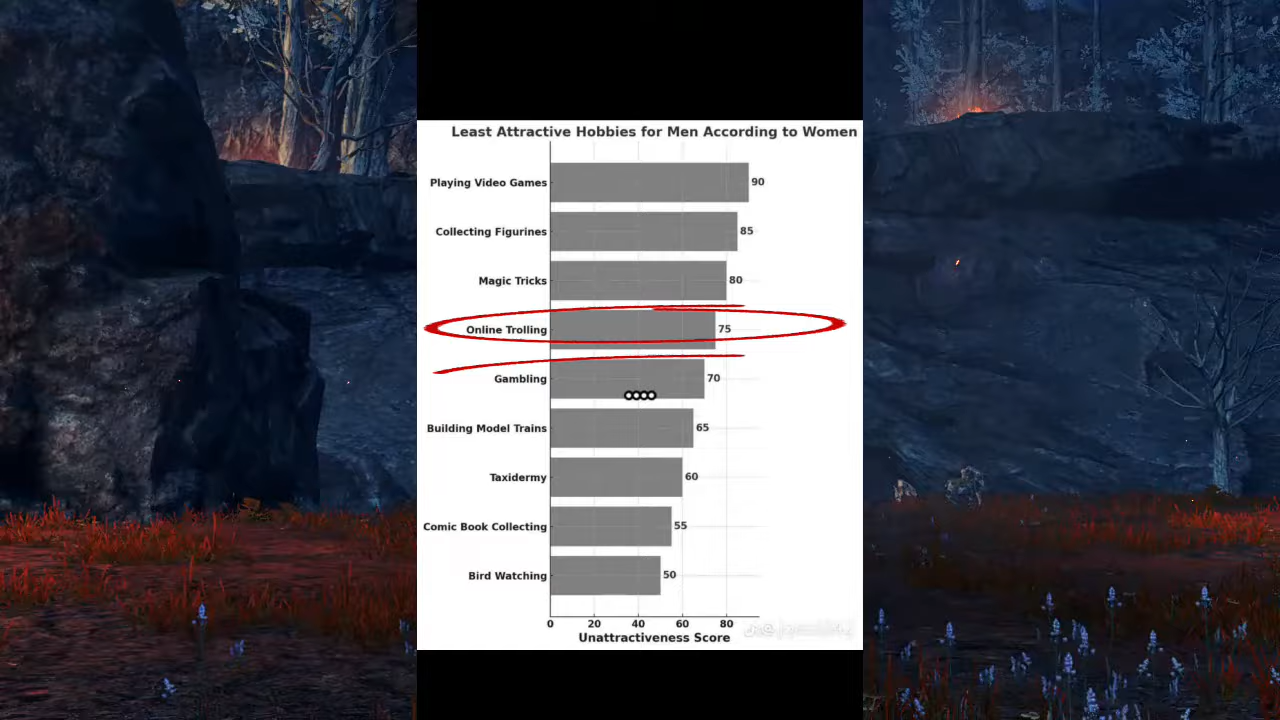 Least Attractive Hobbies for Men According to Women
Playing Video Games 90
Collecting Figurines 85
Magic Tricks 80
Online Trolling 75
Gambling 70
Building Model Trains 65
Taxidermy 60
Comic Book Collecting 55
Bird Watching 50
0 20 40 60 80
Unattractiveness Score